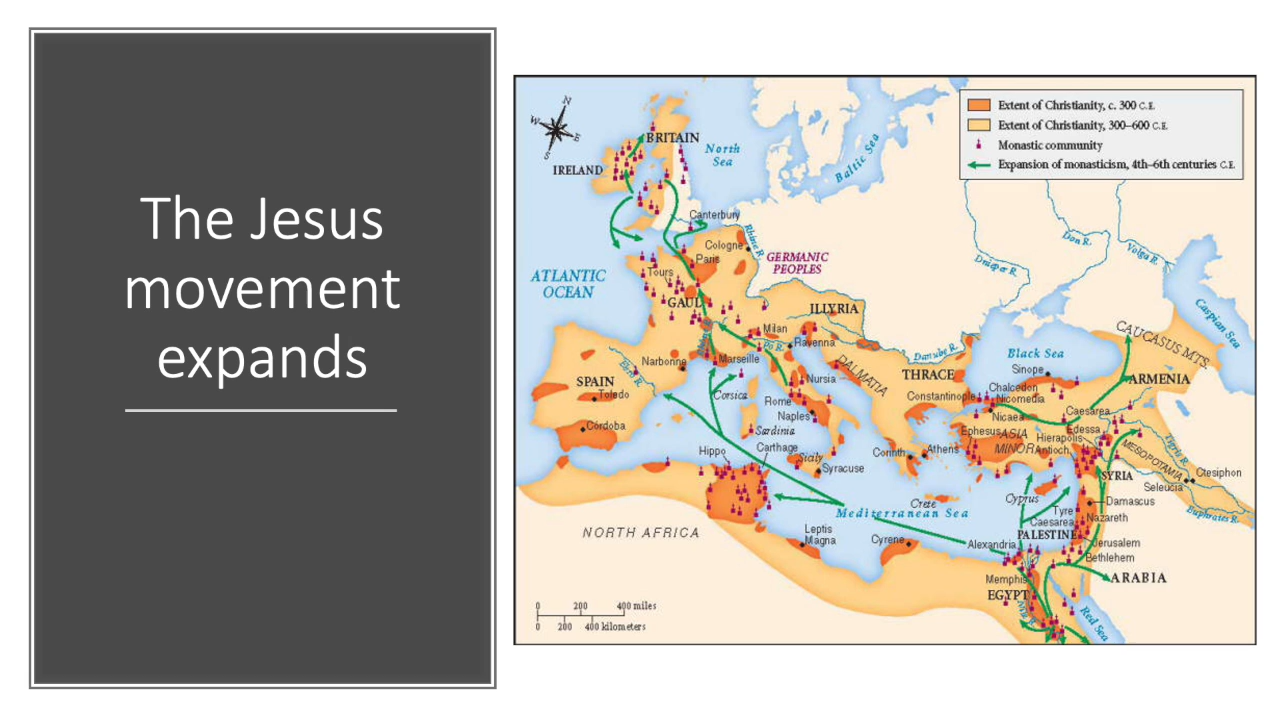 The Jesus
movement
expands
N
W
E
S
Extent of Christianity, c. 300 C.E.
Extent of Christianity, 300–600 C.E.
Monastic community
Expansion of monasticism, 4th–6th centuries C.E.
BRITAIN
North
Sea
Baltic Sea
IRELAND
Canterbury
Cologne
Rhine R.
Paris
GERMANIC
PEOPLES
Dnieper R.
Don R.
Volga R.
ATLANTIC
OCEAN
Tours
GAUL
ILLYRIA
Caspian Sea
Milan
Po R.
Ravenna
CAUCASUS MTS.
Danube R.
Black Sea
Narbonne
Marseille
DALMATIA
Sinope
SPAIN
Nursia
THRACE
ARMENIA
Toledo
Corsica
Rome
Constantinople
Chalcedon
Nicomedia
Naples
Nicaea
Caesarea
Córdoba
Sardinia
Ephesus
ASIA
MINOR
Hierapolis
Edessa
Antioch
Tigris R.
Hippo
Carthage
Sicily
Syracuse
Corinth
Athens
MESOPOTAMIA
SYRIA
Ctesiphon
Seleucia
Crete
Cyprus
Damascus
Euphrates R.
Mediterranean Sea
Tyre
Caesarea
Nazareth
NORTH AFRICA
Leptis
Magna
Cyrene
PALESTINE
Alexandria
Jerusalem
Bethlehem
Memphis
ARABIA
EGYPT
Nile R.
Red Sea
0 200 400 miles
0 200 400 kilometers